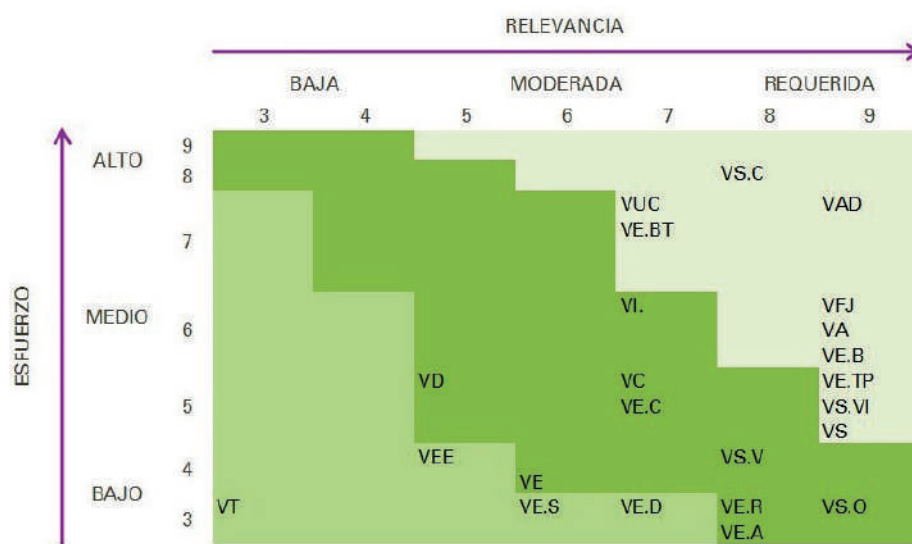 RELEVANCIA
BAJA MODERADA REQUERIDA
3 4 5 6 7 8 9
ESFUERZO
ALTO
9
8 VS.C
VUC VAD
VE.BT
7
MEDIO
VI. VFJ
6 VA
VE.B
VD VC VE.TP
5 VE.C VS.VI
VS
VEE VS.V
4
VE
BAJO
VT VE.S VE.D VE.R VS.O
3
VE.A